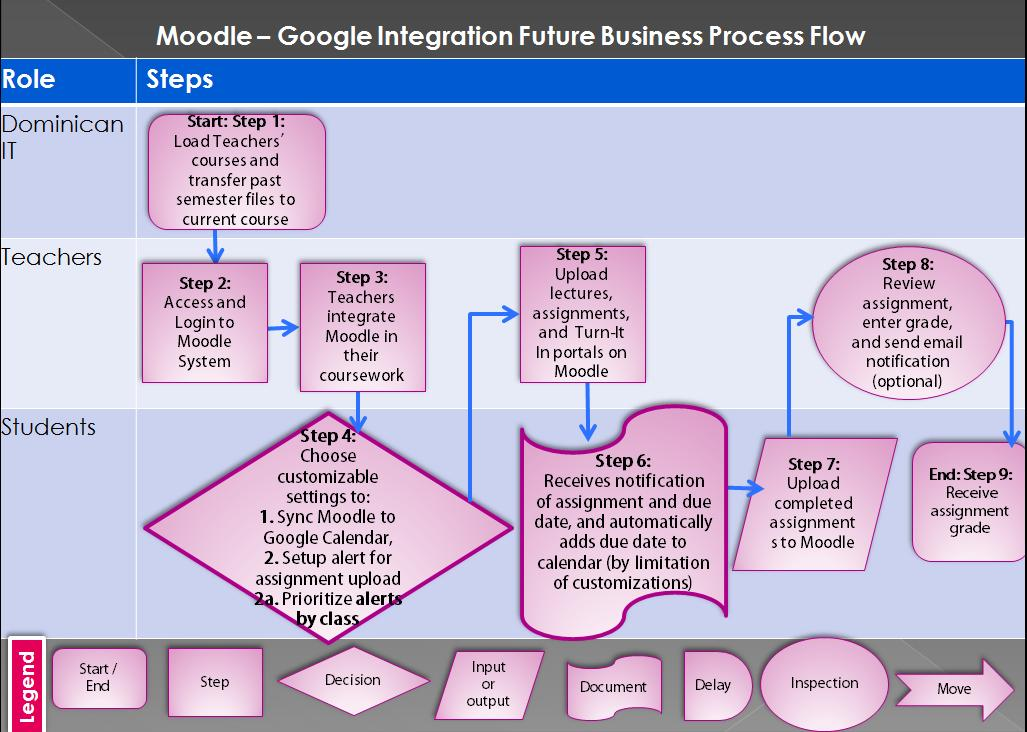 Moodle – Google Integration Future Business Process Flow
Role
Steps
Dominican
IT
Start: Step 1:
Load Teachers’
courses and
transfer past
semester files to
current course
Teachers
Step 2:
Access and
Login to
Moodle
System
Step 3:
Teachers
integrate
Moodle in
their
coursework
Step 5:
Upload
lectures,
assignments,
and Turn-It
In portals on
Moodle
Step 8:
Review
assignment,
enter grade,
and send email
notification
(optional)
Students
Step 4:
Choose
customizable
settings to:
1. Sync Moodle to
Google Calendar,
2. Setup alert for
assignment upload
2a. Prioritize alerts
by class
Step 6:
Receives notification
of assignment and due
date, and automatically
adds due date to
calendar (by limitation
of customizations)
Step 7:
Upload
completed
assignment
s to Moodle
End: Step 9:
Receive
assignment
grade
Legend
Start /
End
Step
Decision
Input
or
output
Document
Delay
Inspection
Move